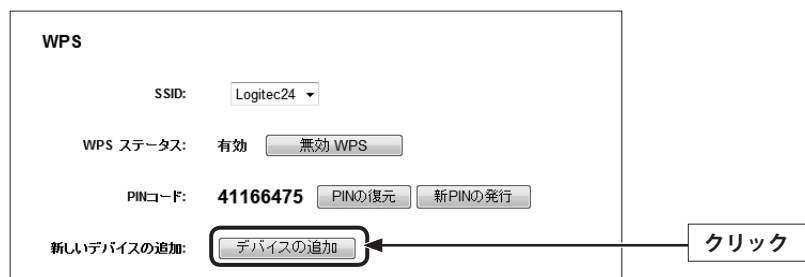 WPS
SSID: Logitec24
WPS ステータス: 有効 無効 WPS
PINコード: 41166475 PINの復元 新PINの発行
新しいデバイスの追加: デバイスの追加 クリック